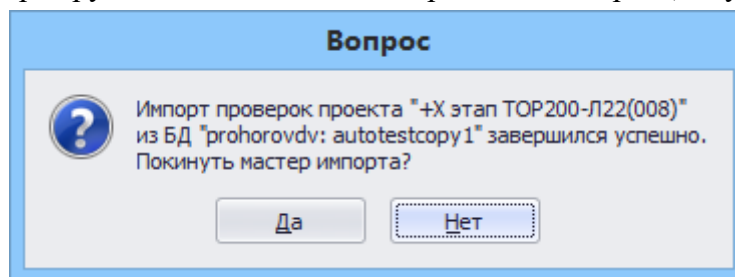 Вопрос
Импорт проверок проекта "+Х этап ТОР200-Л22(008)"
из БД "prohorovdv: autotestcopy1" завершился успешно.
Покинуть мастер импорта?
Да
Нет